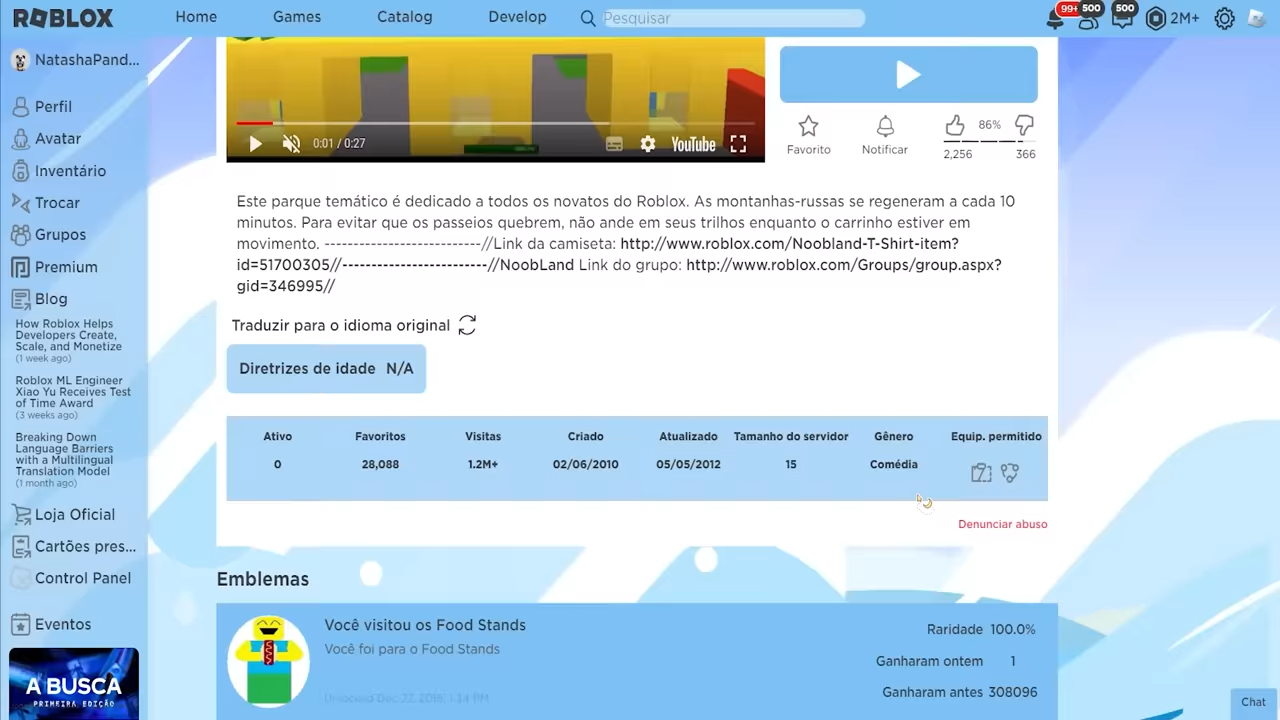 ROBLOX Home Games Catalog Develop Pesquisar 99+ 500 500 2M+
NatashaPand...
Perfil
Avatar
Inventário
Trocar
Grupos
Premium
Blog
How Roblox Helps
Developers Create,
Scale, and Monetize
(1 week ago)
Roblox ML Engineer
Xiao Yu Receives Test
of Time Award
(3 weeks ago)
Breaking Down
Language Barriers
with a Multilingual
Translation Model
(1 month ago)
Loja Oficial
Cartões pres...
Control Panel
Eventos
A BUSCA
PRIMEIRA EDIÇÃO
0:01 / 0:27 YouTube
Favorito Notificar 86%
2,256 366
Este parque temático é dedicado a todos os novatos do Roblox. As montanhas-russas se regeneram a cada 10
minutos. Para evitar que os passeios quebrem, não ande em seus trilhos enquanto o carrinho estiver em
movimento. ---------------------------//Link da camiseta: http://www.roblox.com/Noobland-T-Shirt-item?
id=51700305//-------------------------//NoobLand Link do grupo: http://www.roblox.com/Groups/group.aspx?
gid=346995//
Traduzir para o idioma original
Diretrizes de idade N/A
Ativo Favoritos Visitas Criado Atualizado Tamanho do servidor Gênero Equip. permitido
0 28,088 1.2M+ 02/06/2010 05/05/2012 15 Comédia
Denunciar abuso
Emblemas
Você visitou os Food Stands Raridade 100.0%
Você foi para o Food Stands Ganharam ontem 1
Ganharam antes 308096
Chat